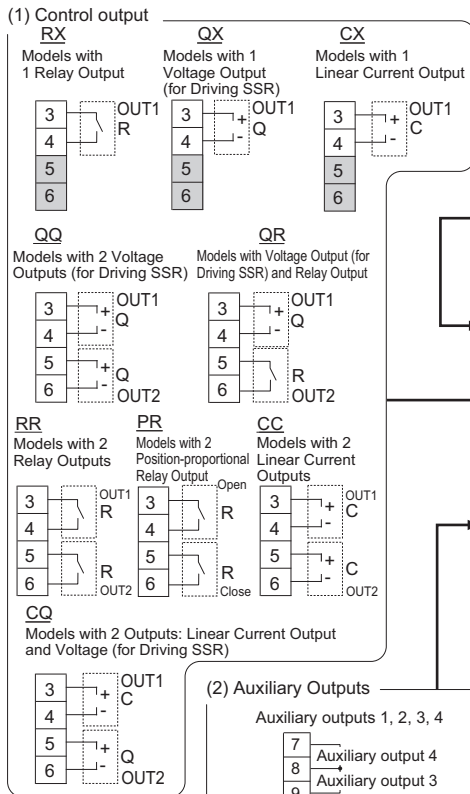 (1) Control output
RX
Models with
1 Relay Output
3
4
5
6
OUT1
R
QX
Models with 1
Voltage Output
(for Driving SSR)
3
4
5
6
+
-
OUT1
Q
CX
Models with 1
Linear Current Output
3
4
5
6
+
-
OUT1
C
QQ
Models with 2 Voltage
Outputs (for Driving SSR)
3
4
5
6
+
-
OUT1
Q
+
-
Q
OUT2
QR
Models with Voltage Output (for
Driving SSR) and Relay Output
3
4
5
6
+
-
OUT1
Q
R
OUT2
RR
Models with 2
Relay Outputs
3
4
5
6
OUT1
R
R
OUT2
PR
Models with 2
Position-proportional
Relay Output
3
4
5
6
Open
R
R
Close
CC
Models with 2
Linear Current
Outputs
3
4
5
6
+
-
OUT1
C
+
-
C
OUT2
CQ
Models with 2 Outputs: Linear Current Output
and Voltage (for Driving SSR)
3
4
5
6
+
-
OUT1
C
+
-
Q
OUT2
(2) Auxiliary Outputs
Auxiliary outputs 1, 2, 3, 4
7
8
9
Auxiliary output 4
Auxiliary output 3